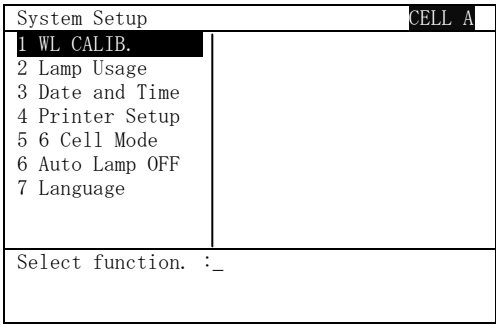 System Setup CELL A
1 WL CALIB.
2 Lamp Usage
3 Date and Time
4 Printer Setup
5 6 Cell Mode
6 Auto Lamp OFF
7 Language
Select function. :_